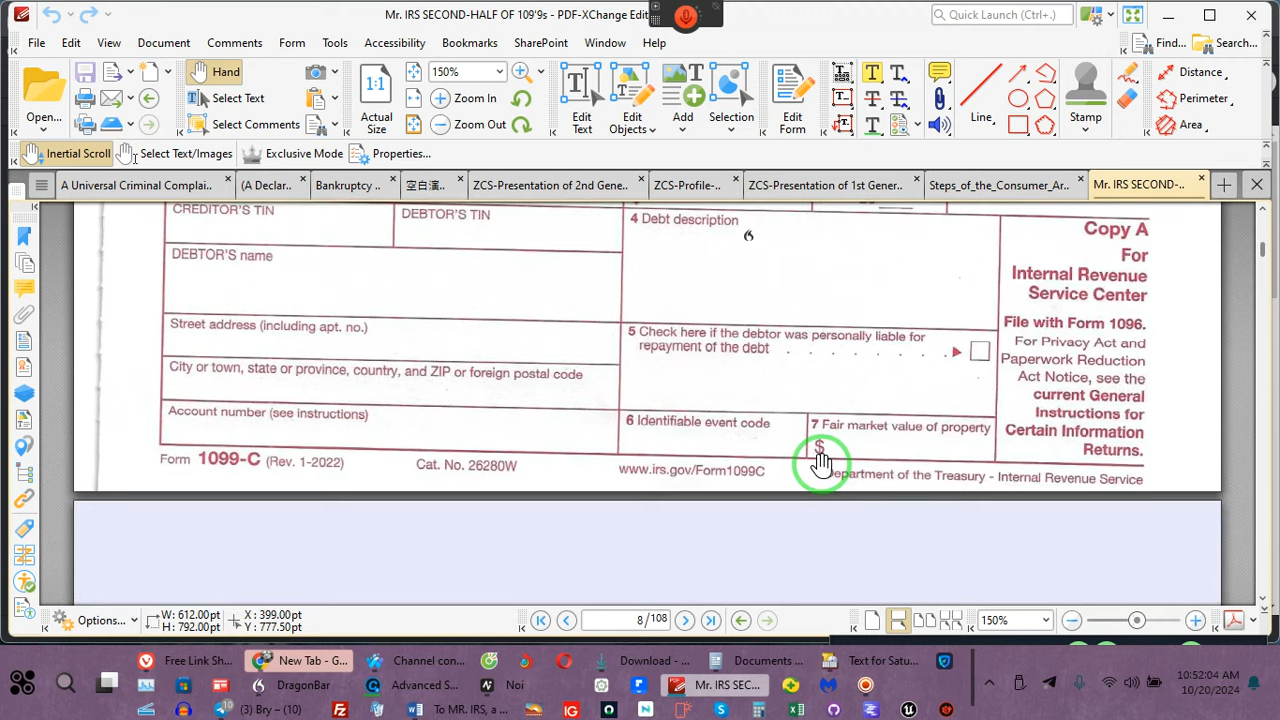 Mr. IRS SECOND-HALF OF 109'9s - PDF-XChange Edit
Quick Launch (Ctrl+.)
File Edit View Document Comments Form Tools Accessibility Bookmarks SharePoint Window Help
Find... Search...
Open...
Hand
Select Text
Select Comments
1:1
Actual Size
150%
Zoom In
Zoom Out
Edit Text
Edit Objects...
Add
Selection
Edit Form
Line
Stamp
Distance
Perimeter
Area
Inertial Scroll Select Text/Images Exclusive Mode Properties...
A Universal Criminal Complai... (A Declar... Bankruptcy ... 空白演... ZCS-Presentation of 2nd Gene... ZCS-Profile-... ZCS-Presentation of 1st Gener... Steps_of_the_Consumer_Ar... Mr. IRS SECOND-...
CREDITOR'S TIN
DEBTOR'S TIN
DEBTOR'S name
Street address (including apt. no.)
City or town, state or province, country, and ZIP or foreign postal code
Account number (see instructions)
4 Debt description
5 Check here if the debtor was personally liable for
repayment of the debt
6 Identifiable event code
7 Fair market value of property
$
Copy A
For
Internal Revenue
Service Center
File with Form 1096.
For Privacy Act and
Paperwork Reduction
Act Notice, see the
current General
Instructions for
Certain Information
Returns.
Form 1099-C (Rev. 1-2022) Cat. No. 26280W www.irs.gov/Form1099C Department of the Treasury - Internal Revenue Service
Options...
W: 612.00pt
H: 792.00pt
X: 399.00pt
Y: 777.50pt
8 /108
150%
Free Link Sh... New Tab - G... Channel con... Download - ... Documents ... Text for Satu...
DragonBar Advanced S... Noi Mr. IRS SEC...
(3) Bry – (10... To MR. IRS, a ...
10:52:04 AM
10/20/2024